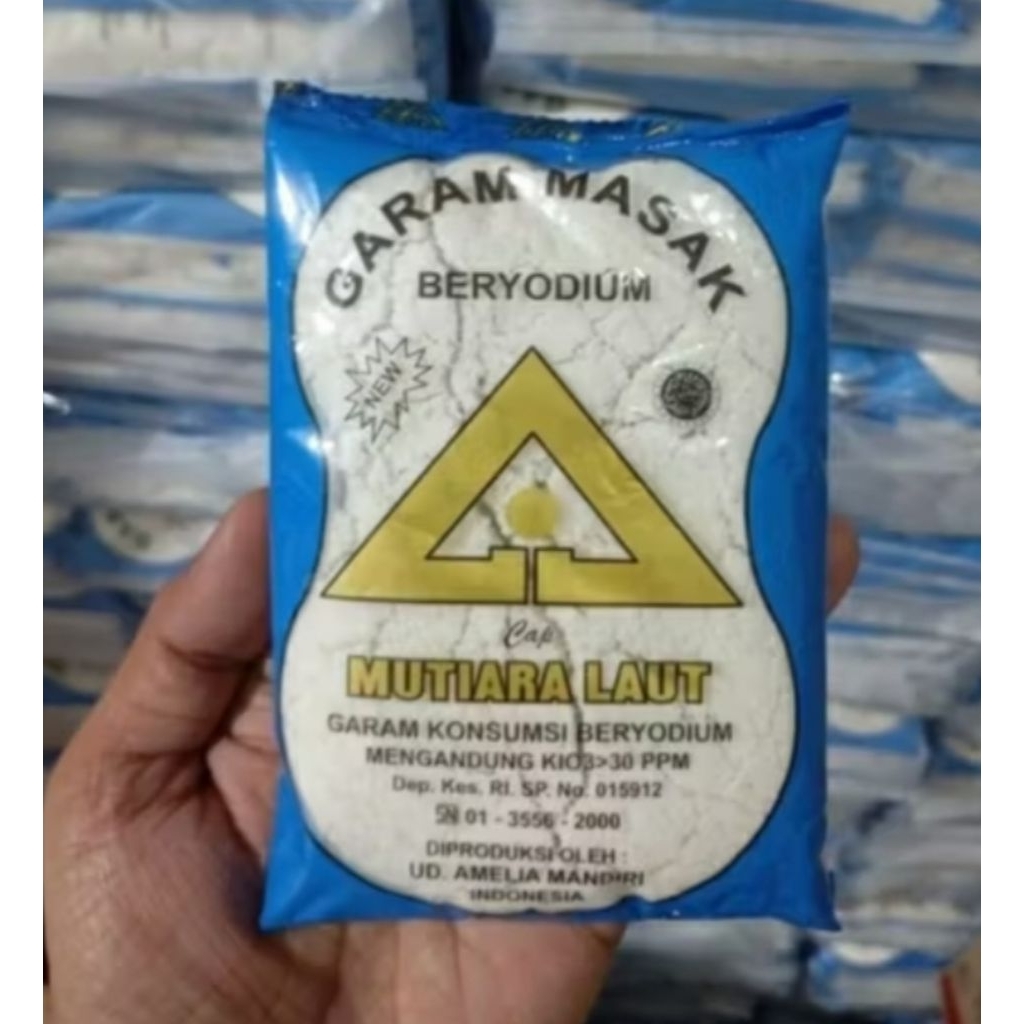 GARAM MASAK
BERYODIUM
NEW
Cap
MUTIARA LAUT
GARAM KONSUMSI BERYODIUM
MENGANDUNG KIO3>30 PPM
Dep. Kes. RI. SP. No. 015912
SNI 01 - 3556 - 2000
DIPRODUKSI OLEH :
UD. AMELIA MANDIRI
INDONESIA